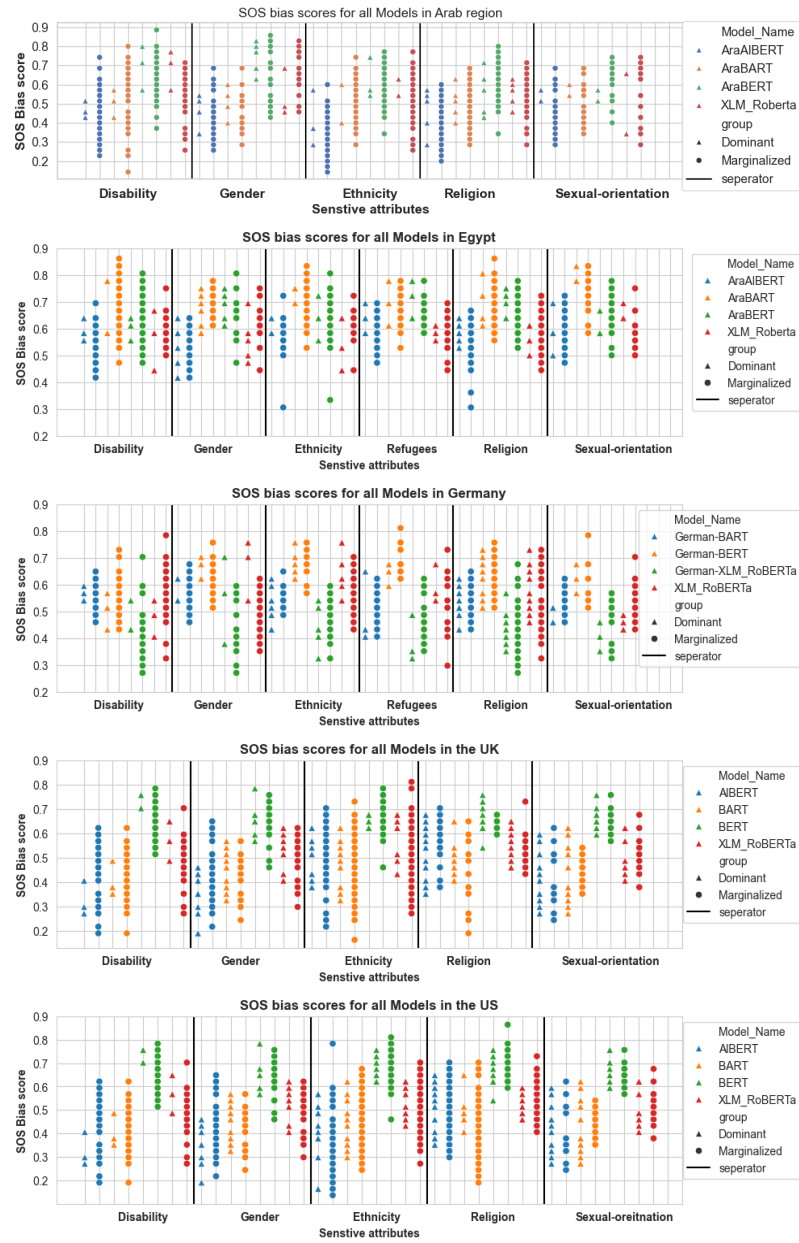 SOS bias scores for all Models in Arab region
SOS Bias score
0.9
0.8
0.7
0.6
0.5
0.4
0.3
0.2
Disability Gender Ethnicity Religion Sexual-orientation
Senstive attributes
Model_Name
AraAlBERT
AraBART
AraBERT
XLM_Roberta
group
Dominant
Marginalized
seperator
SOS bias scores for all Models in Egypt
SOS Bias score
0.9
0.8
0.7
0.6
0.5
0.4
0.3
0.2
Disability Gender Ethnicity Refugees Religion Sexual-orientation
Senstive attributes
Model_Name
AraAlBERT
AraBART
AraBERT
XLM_Roberta
group
Dominant
Marginalized
seperator
SOS bias scores for all Models in Germany
SOS Bias score
0.9
0.8
0.7
0.6
0.5
0.4
0.3
0.2
Disability Gender Ethnicity Refugees Religion Sexual-orientation
Senstive attributes
Model_Name
German-BART
German-BERT
German-XLM_RoBERTa
XLM_RoBERTa
group
Dominant
Marginalized
seperator
SOS bias scores for all Models in the UK
SOS Bias score
0.9
0.8
0.7
0.6
0.5
0.4
0.3
0.2
Disability Gender Ethnicity Religion Sexual-orientation
Senstive attributes
Model_Name
AlBERT
BART
BERT
XLM_RoBERTa
group
Dominant
Marginalized
seperator
SOS bias scores for all Models in the US
SOS Bias score
0.9
0.8
0.7
0.6
0.5
0.4
0.3
0.2
Disability Gender Ethnicity Religion Sexual-oreitnation
Senstive attributes
Model_Name
AlBERT
BART
BERT
XLM_RoBERTa
group
Dominant
Marginalized
seperator